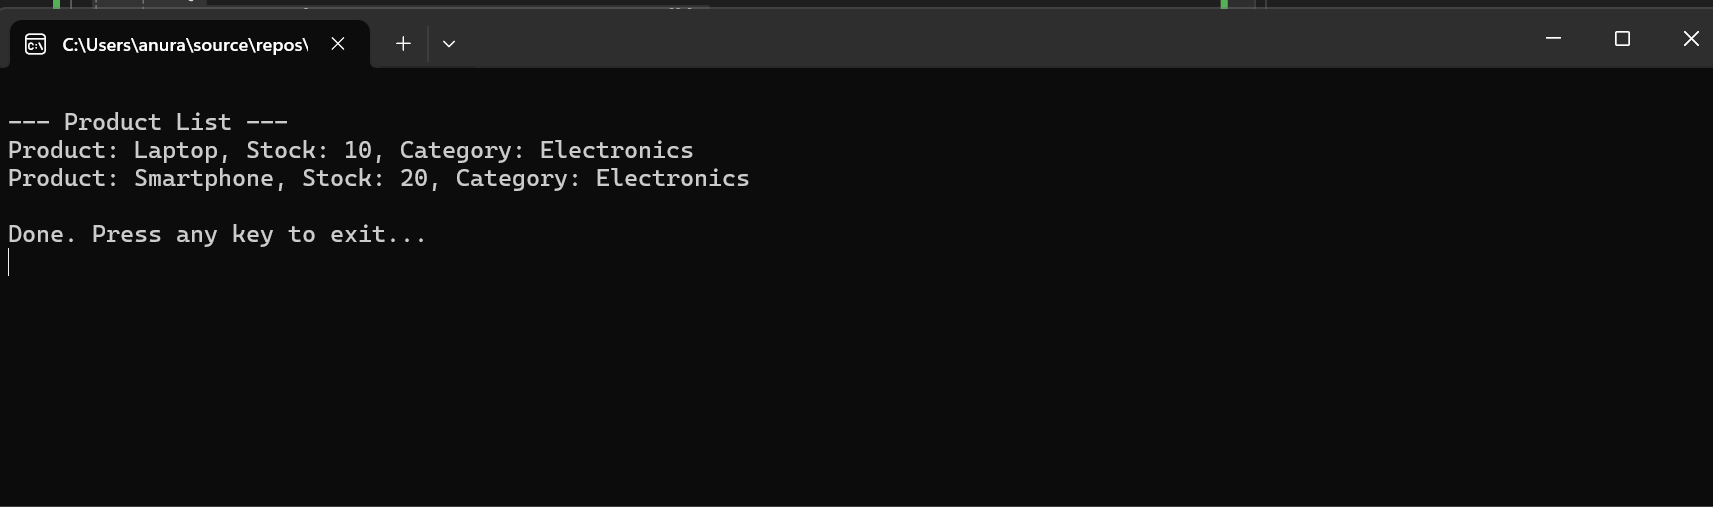 C:\Users\anura\source\repos\
--- Product List ---
Product: Laptop, Stock: 10, Category: Electronics
Product: Smartphone, Stock: 20, Category: Electronics
Done. Press any key to exit...